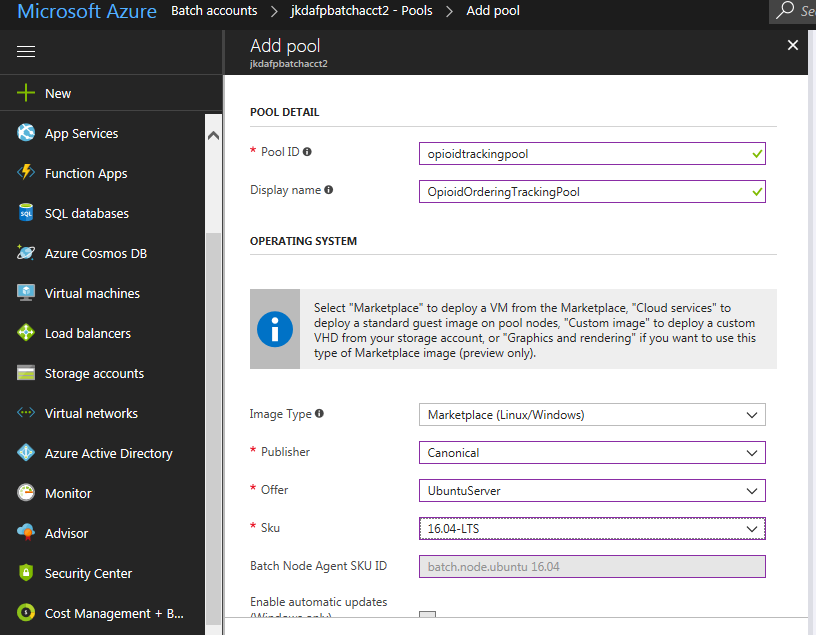 Microsoft Azure Batch accounts > jkdafpbatchacct2 - Pools > Add pool
Add pool
jkdafpbatchacct2
New
App Services
Function Apps
SQL databases
Azure Cosmos DB
Virtual machines
Load balancers
Storage accounts
Virtual networks
Azure Active Directory
Monitor
Advisor
Security Center
Cost Management + B...
POOL DETAIL
* Pool ID
opioidtrackingpool
Display name
OpioidOrderingTrackingPool
OPERATING SYSTEM
Select "Marketplace" to deploy a VM from the Marketplace, "Cloud services" to
deploy a standard guest image on pool nodes, "Custom image" to deploy a custom
VHD from your storage account, or "Graphics and rendering" if you want to use this
type of Marketplace image (preview only).
Image Type
Marketplace (Linux/Windows)
* Publisher
Canonical
* Offer
UbuntuServer
* Sku
16.04-LTS
Batch Node Agent SKU ID
batch.node.ubuntu 16.04
Enable automatic updates
(Windows only)